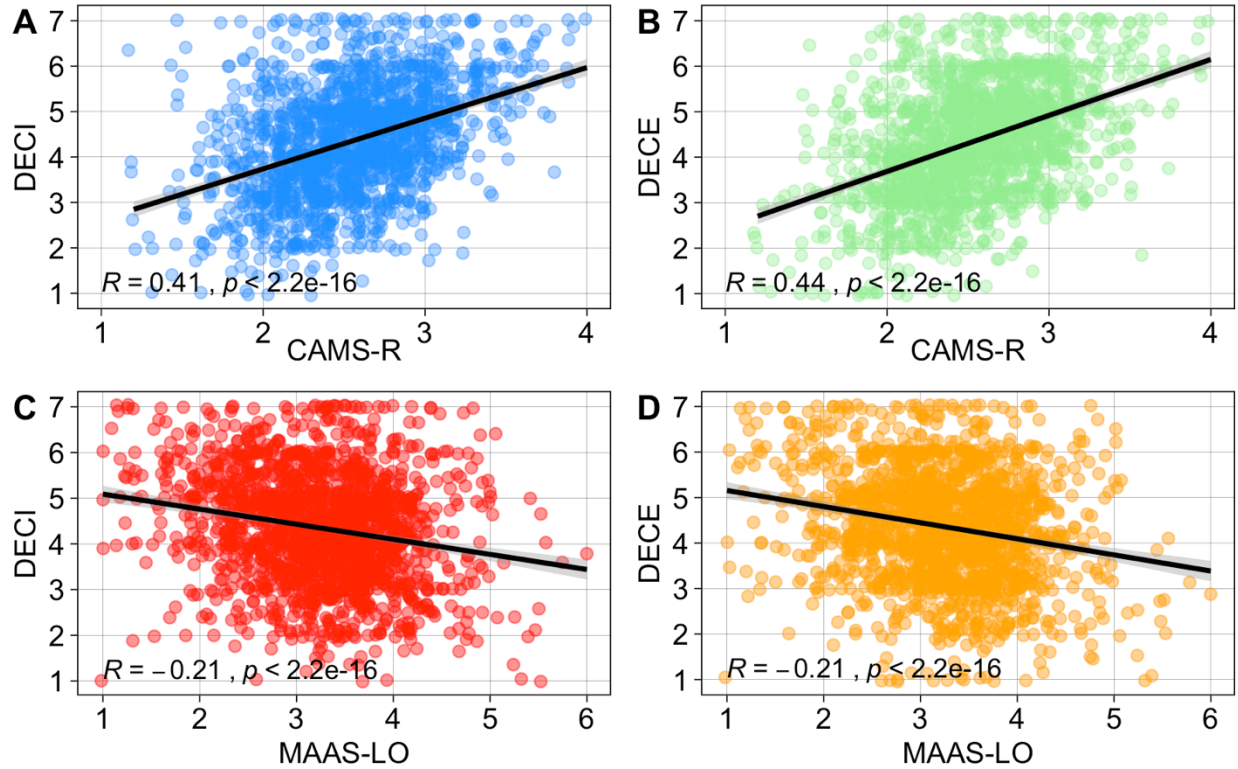 A
DECI
7
6
5
4
3
2
1
R = 0.41 , p < 2.2e-16
1 2 3 4
CAMS-R
B
DECE
7
6
5
4
3
2
1
R = 0.44 , p < 2.2e-16
1 2 3 4
CAMS-R
C
DECI
7
6
5
4
3
2
1
R = −0.21 , p < 2.2e-16
1 2 3 4 5 6
MAAS-LO
D
DECE
7
6
5
4
3
2
1
R = −0.21 , p < 2.2e-16
1 2 3 4 5 6
MAAS-LO